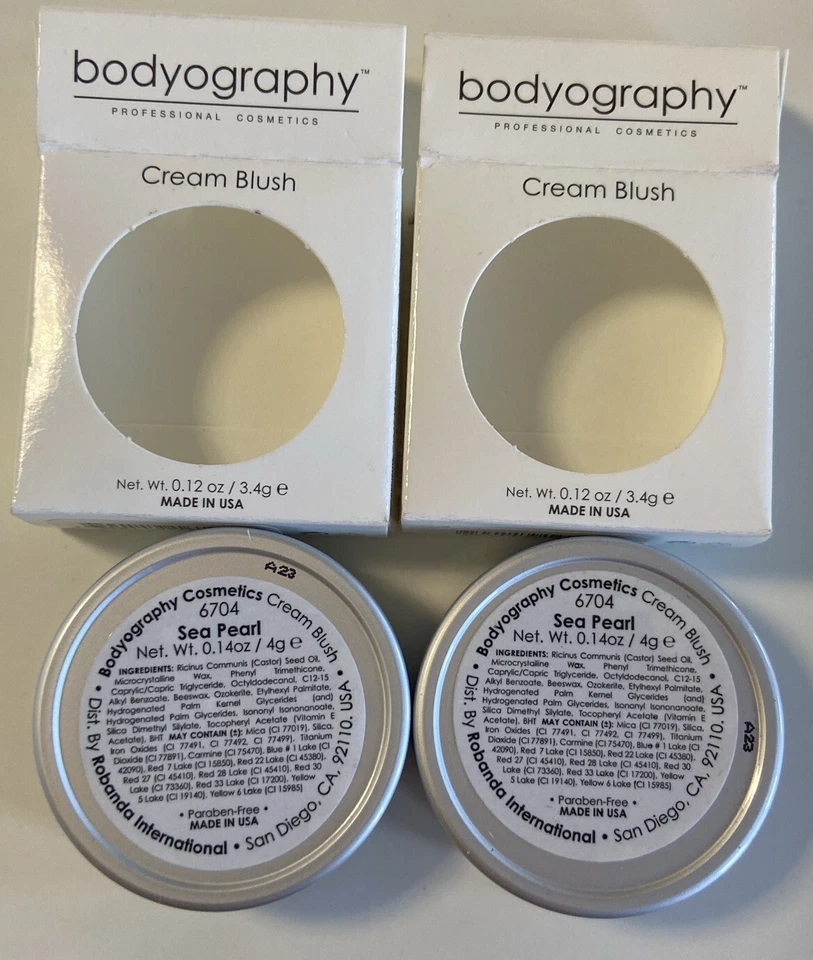 bodyography™
PROFESSIONAL COSMETICS
Cream Blush
Net. Wt. 0.12 oz / 3.4g e
MADE IN USA
bodyography™
PROFESSIONAL COSMETICS
Cream Blush
Net. Wt. 0.12 oz / 3.4g e
MADE IN USA
A23
• Bodyography Cosmetics Cream Blush •
6704
Sea Pearl
Net. Wt. 0.14oz / 4g e
INGREDIENTS: Ricinus Communis (Castor) Seed Oil,
Microcrystalline Wax, Phenyl Trimethicone,
Caprylic/Capric Triglyceride, Octyldodecanol, C12-15
Alkyl Benzoate, Beeswax, Ozokerite, Etylhexyl Palmitate,
Hydrogenated Palm Kernel Glycerides (and)
Hydrogenated Palm Glycerides, Isononyl Isononanoate,
Silica Dimethyl Silylate, Tocopheryl Acetate (Vitamin E
Acetate), BHT MAY CONTAIN (±): Mica (CI 77019), Silica,
Iron Oxides (CI 77491, CI 77492, CI 77499), Titanium
Dioxide (CI 77891), Carmine (CI 75470), Blue # 1 Lake (CI
42090), Red 7 Lake (CI 15850), Red 22 Lake (CI 45380),
Red 27 (CI 45410), Red 28 Lake (CI 45410), Red 30
Lake (CI 73360), Red 33 Lake (CI 17200), Yellow
5 Lake (CI 19140), Yellow 6 Lake (CI 15985)
• Paraben-Free •
MADE IN USA
Dist. By Robanda International • San Diego, CA, 92110, USA
A23
• Bodyography Cosmetics Cream Blush •
6704
Sea Pearl
Net. Wt. 0.14oz / 4g e
INGREDIENTS: Ricinus Communis (Castor) Seed Oil,
Microcrystalline Wax, Phenyl Trimethicone,
Caprylic/Capric Triglyceride, Octyldodecanol, C12-15
Alkyl Benzoate, Beeswax, Ozokerite, Etylhexyl Palmitate,
Hydrogenated Palm Kernel Glycerides (and)
Hydrogenated Palm Glycerides, Isononyl Isononanoate,
Silica Dimethyl Silylate, Tocopheryl Acetate (Vitamin E
Acetate), BHT MAY CONTAIN (±): Mica (CI 77019), Silica,
Iron Oxides (CI 77491, CI 77492, CI 77499), Titanium
Dioxide (CI 77891), Carmine (CI 75470), Blue # 1 Lake (CI
42090), Red 7 Lake (CI 15850), Red 22 Lake (CI 45380),
Red 27 (CI 45410), Red 28 Lake (CI 45410), Red 30
Lake (CI 73360), Red 33 Lake (CI 17200), Yellow
5 Lake (CI 19140), Yellow 6 Lake (CI 15985)
• Paraben-Free •
MADE IN USA
Dist. By Robanda International • San Diego, CA, 92110, USA